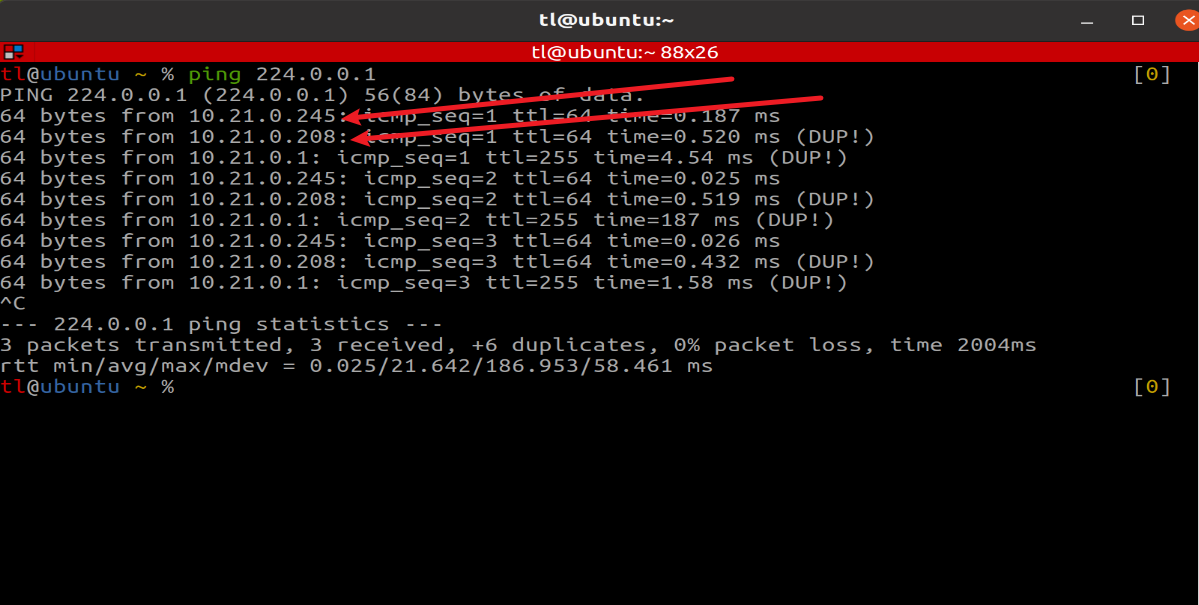 tl@ubuntu:~
tl@ubuntu:~ 88x26
tl@ubuntu ~ % ping 224.0.0.1 [0]
PING 224.0.0.1 (224.0.0.1) 56(84) bytes of data.
64 bytes from 10.21.0.245: icmp_seq=1 ttl=64 time=0.187 ms
64 bytes from 10.21.0.208: icmp_seq=1 ttl=64 time=0.520 ms (DUP!)
64 bytes from 10.21.0.1: icmp_seq=1 ttl=255 time=4.54 ms (DUP!)
64 bytes from 10.21.0.245: icmp_seq=2 ttl=64 time=0.025 ms
64 bytes from 10.21.0.208: icmp_seq=2 ttl=64 time=0.519 ms (DUP!)
64 bytes from 10.21.0.1: icmp_seq=2 ttl=255 time=187 ms (DUP!)
64 bytes from 10.21.0.245: icmp_seq=3 ttl=64 time=0.026 ms
64 bytes from 10.21.0.208: icmp_seq=3 ttl=64 time=0.432 ms (DUP!)
64 bytes from 10.21.0.1: icmp_seq=3 ttl=255 time=1.58 ms (DUP!)
^C
--- 224.0.0.1 ping statistics ---
3 packets transmitted, 3 received, +6 duplicates, 0% packet loss, time 2004ms
rtt min/avg/max/mdev = 0.025/21.642/186.953/58.461 ms
tl@ubuntu ~ % [0]